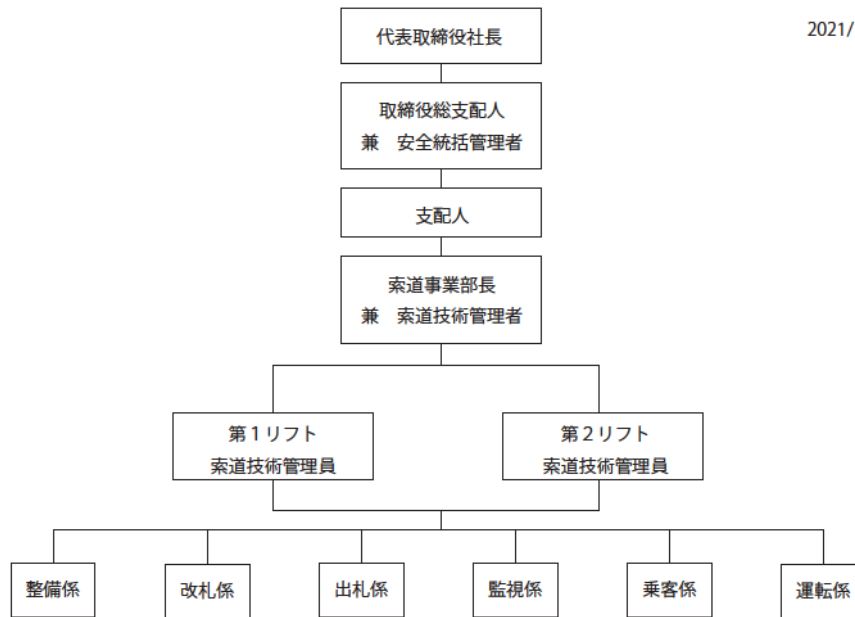 2021/
代表取締役社長
取締役総支配人
兼　安全統括管理者
支配人
索道事業部長
兼　索道技術管理者
第1リフト
索道技術管理員
第2リフト
索道技術管理員
整備係
改札係
出札係
監視係
乗客係
運転係